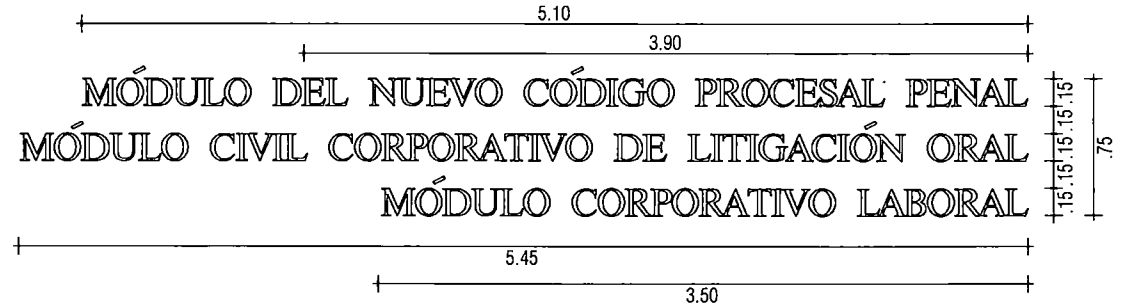 5.10
3.90
MÓDULO DEL NUEVO CÓDIGO PROCESAL PENAL
MÓDULO CIVIL CORPORATIVO DE LITIGACIÓN ORAL
MÓDULO CORPORATIVO LABORAL
.15 .15 .15 .15 .15
.75
5.45
3.50